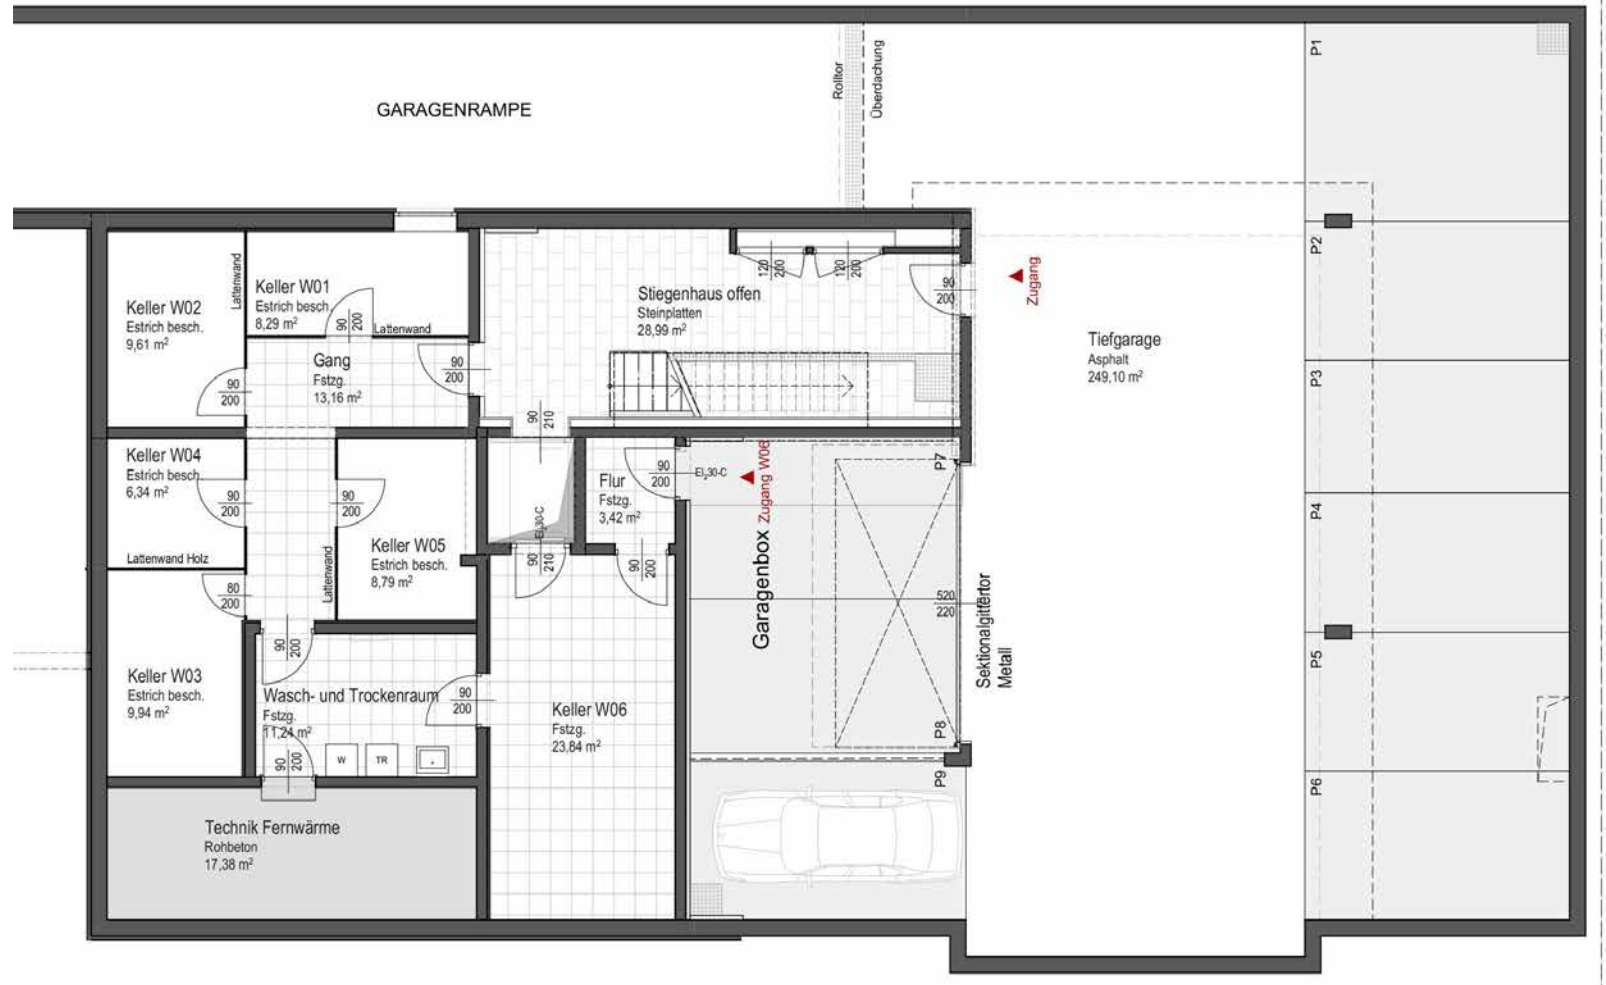 GARAGENRAMPE
Rolltor
Überdachung
P1
P2
P3
P4
P5
P6
Keller W02
Estrich besch.
9,61 m²
Lattenwand
Keller W01
Estrich besch.
8,29 m²
90
200
Lattenwand
Gang
Fstzg.
13,16 m²
90
200
90
200
Stiegenhaus offen
Steinplatten
28,99 m²
120
200
120
200
90
200
Zugang
Tiefgarage
Asphalt
249,10 m²
90
210
Keller W04
Estrich besch.
6,34 m²
90
200
Lattenwand Holz
90
200
Keller W05
Estrich besch.
8,79 m²
Lattenwand
80
200
EI₂30-C
90
210
Flur
Fstzg.
3,42 m²
90
200
EI₂30-C
90
200
Garagenbox
Zugang W06
P7
520
220
Sektionalgittertor
Metall
P8
P9
Keller W03
Estrich besch.
9,94 m²
90
200
Wasch- und Trockenraum
Fstzg.
11,24 m²
90
200
90
200
W
TR
Keller W06
Fstzg.
23,84 m²
Technik Fernwärme
Rohbeton
17,38 m²